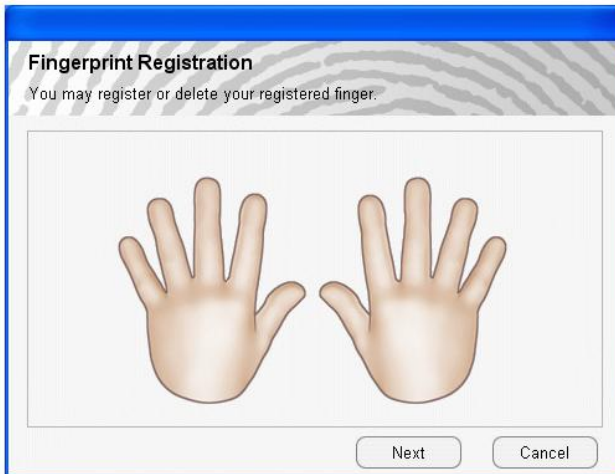 Fingerprint Registration
You may register or delete your registered finger.
Next
Cancel